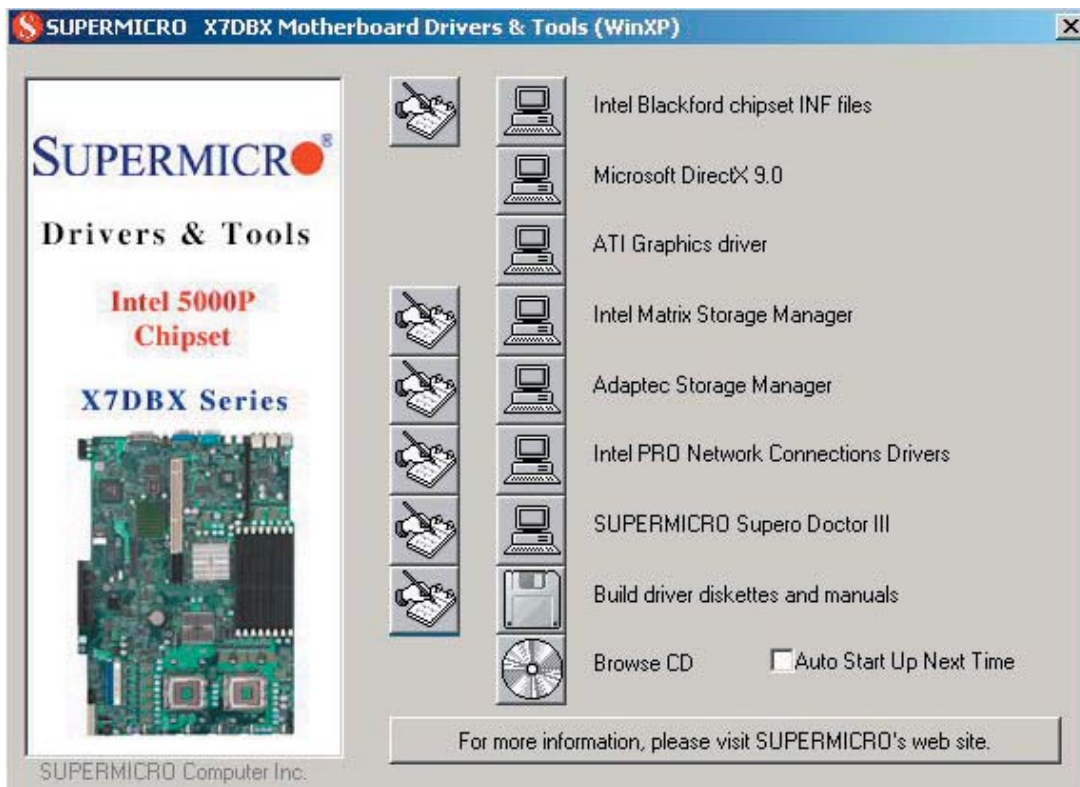 SUPERMICRO X7DBX Motherboard Drivers & Tools (WinXP)
SUPERMICRO®
Drivers & Tools
Intel 5000P
Chipset
X7DBX Series
SUPERMICRO Computer Inc.
Intel Blackford chipset INF files
Microsoft DirectX 9.0
ATI Graphics driver
Intel Matrix Storage Manager
Adaptec Storage Manager
Intel PRO Network Connections Drivers
SUPERMICRO Supero Doctor III
Build driver diskettes and manuals
Browse CD Auto Start Up Next Time
For more information, please visit SUPERMICRO's web site.